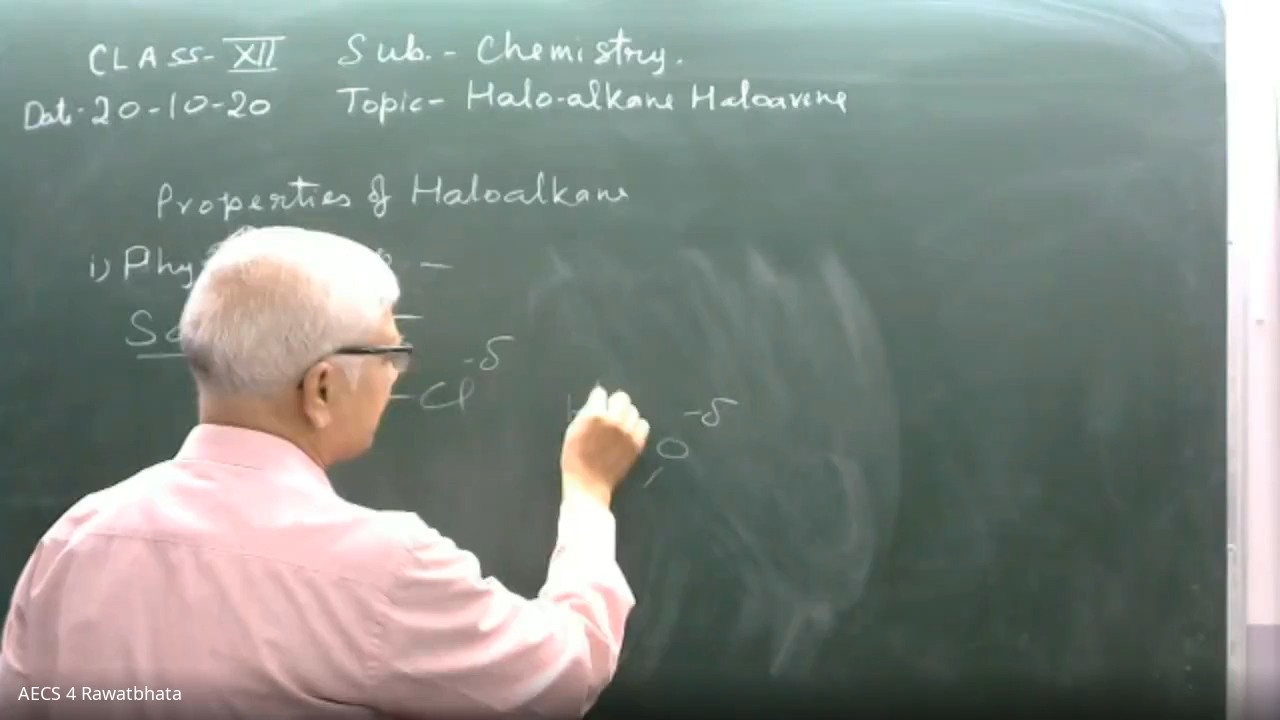 CLASS-XII Sub.- Chemistry.
Date-20-10-20 Topic- Halo-alkane Haloarene
Properties of Haloalkane
i) Phy –
-δ
-Cl
-δ
O
AECS 4 Rawatbhata